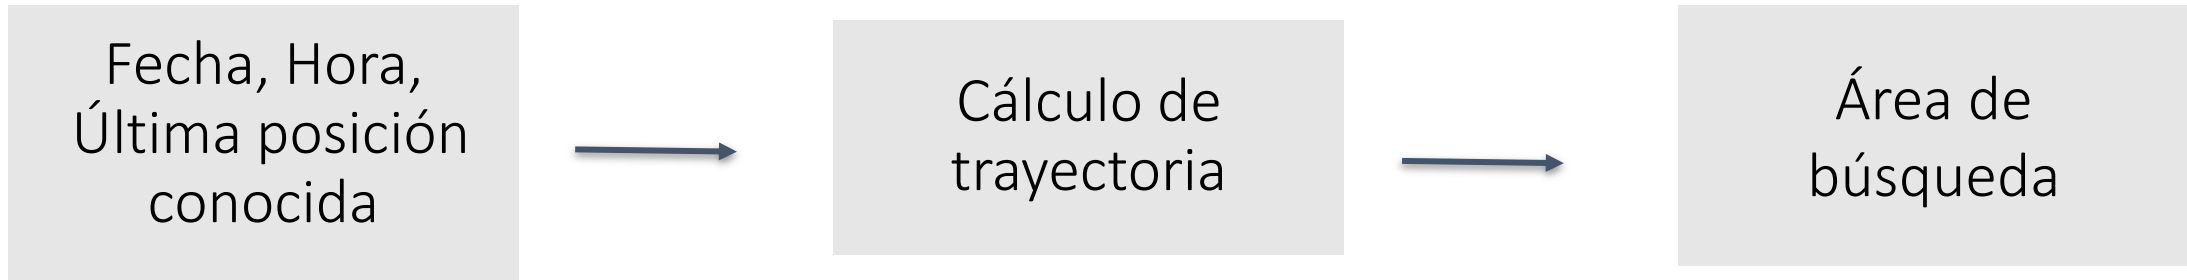 Fecha, Hora,
Última posición
conocida
Cálculo de
trayectoria
Área de
búsqueda